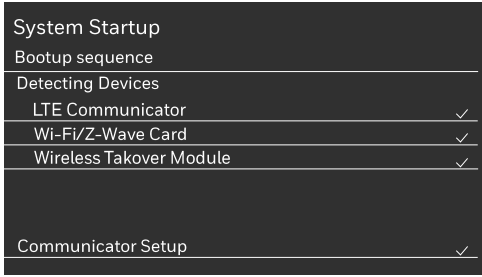 System Startup
Bootup sequence
Detecting Devices
LTE Communicator
Wi-Fi/Z-Wave Card
Wireless Takover Module
Communicator Setup